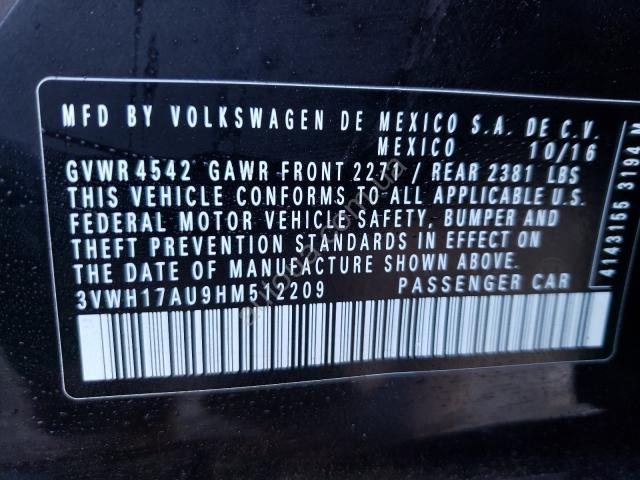 MFD BY VOLKSWAGEN DE MEXICO S.A. DE C.V.
MEXICO 10/16
GVWR 4542 GAWR FRONT 2271 / REAR 2381 LBS
THIS VEHICLE CONFORMS TO ALL APPLICABLE U.S.
FEDERAL MOTOR VEHICLE SAFETY, BUMPER AND
THEFT PREVENTION STANDARDS IN EFFECT ON
THE DATE OF MANUFACTURE SHOWN ABOVE.
3VWH17AU9HM512209 PASSENGER CAR
4143156 3194 M